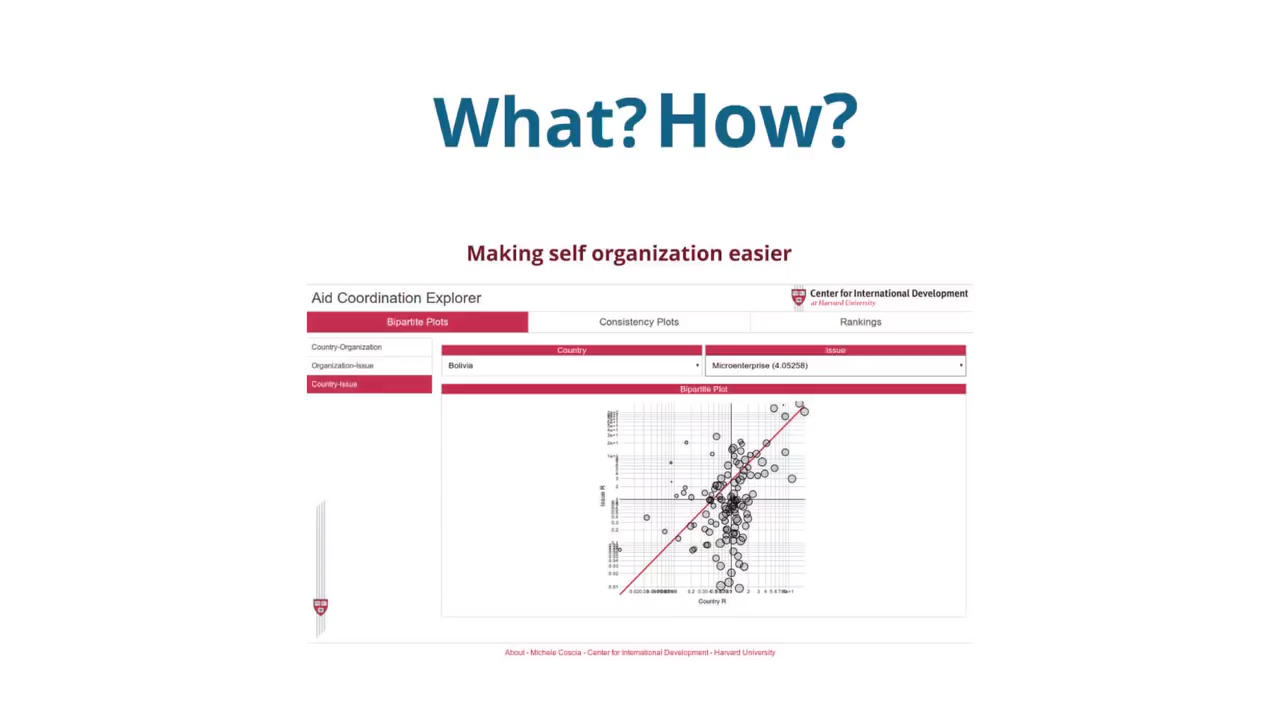 What? How?
Making self organization easier
Aid Coordination Explorer
Center for International Development
at Harvard University
Bipartite Plots
Consistency Plots
Rankings
Country-Organization
Organization-Issue
Country-Issue
Country
Issue
Bolivia
Microenterprise (4.05258)
Bipartite Plot
Issue R
Country R
About - Michele Coscia - Center for International Development - Harvard University